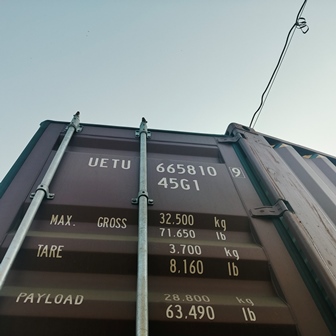 UETU 665810 9
45G1
MAX. GROSS 32.500 kg
71.650 lb
TARE 3.700 kg
8,160 lb
PAYLOAD 28.800 kg
63,490 lb